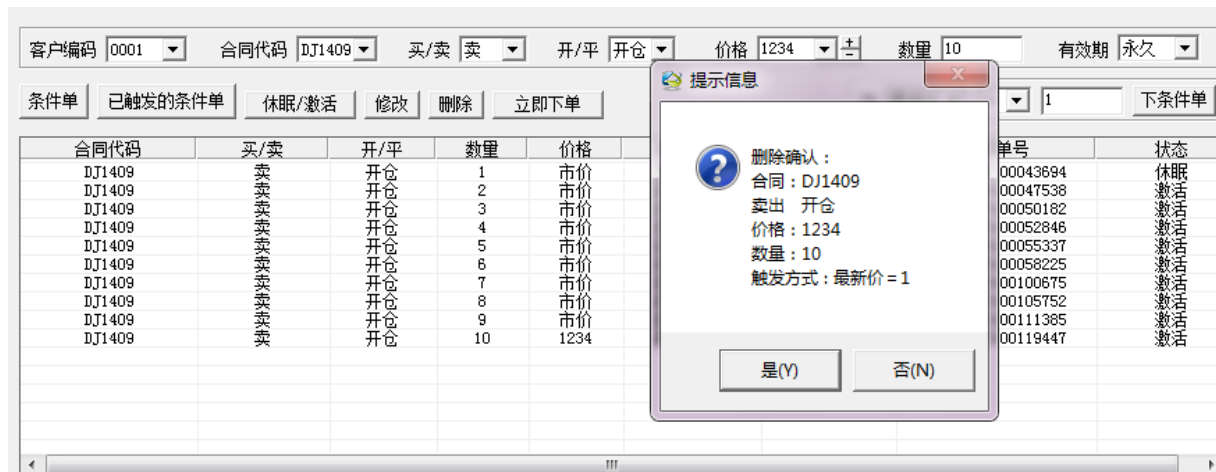 客户编码 0001 合同代码 DJ1409 买/卖 卖 开/平 开仓 价格 1234 数量 10 有效期 永久
条件单 已触发的条件单 休眠/激活 修改 删除 立即下单 1 下条件单
提示信息
删除确认：
合同：DJ1409
卖出 开仓
价格：1234
数量：10
触发方式：最新价=1
是(Y) 否(N)
合同代码 买/卖 开/平 数量 价格 单号 状态
DJ1409 卖 开仓 1 市价 00043694 休眠
DJ1409 卖 开仓 2 市价 00047538 激活
DJ1409 卖 开仓 3 市价 00050182 激活
DJ1409 卖 开仓 4 市价 00052846 激活
DJ1409 卖 开仓 5 市价 00055337 激活
DJ1409 卖 开仓 6 市价 00058225 激活
DJ1409 卖 开仓 7 市价 00100675 激活
DJ1409 卖 开仓 8 市价 00105752 激活
DJ1409 卖 开仓 9 市价 00111385 激活
DJ1409 卖 开仓 10 1234 00119447 激活